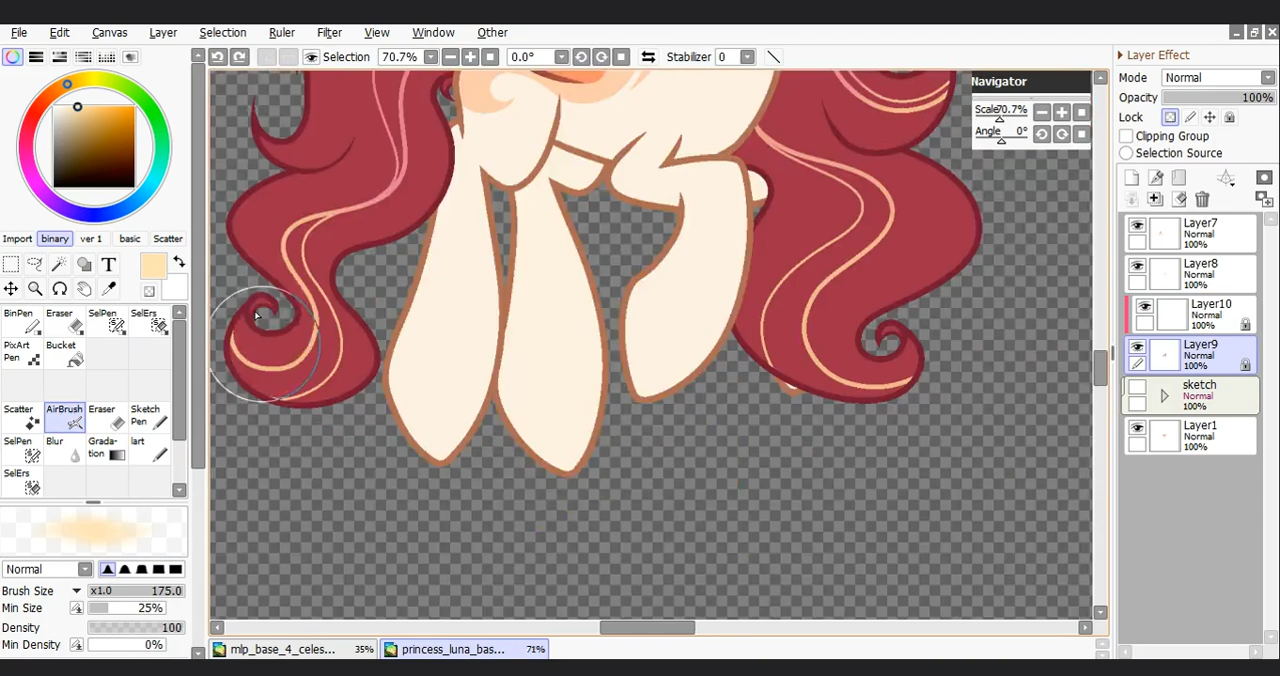 File Edit Canvas Layer Selection Ruler Filter View Window Other
Selection 70.7% 0.0° Stabilizer 0
Import binary ver 1 basic Scatter
T
BinPen Eraser SelPen SelErs
PixArt Pen Bucket
Scatter AirBrush Eraser Sketch Pen
SelPen Blur Grada-tion lart
SelErs
Normal
Brush Size x1.0 175.0
Min Size 25%
Density 100
Min Density 0%
Navigator
Scale 70.7%
Angle 0°
Layer Effect
Mode Normal
Opacity 100%
Lock
Clipping Group
Selection Source
Layer7
Normal
100%
Layer8
Normal
100%
Layer10
Normal
100%
Layer9
Normal
100%
sketch
Normal
100%
Layer1
Normal
100%
mlp_base_4_celes... 35% princess_luna_bas... 71%